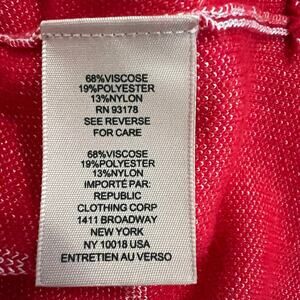 68%VISCOSE
19%POLYESTER
13%NYLON
RN 93178
SEE REVERSE
FOR CARE
68%VISCOSE
19%POLYESTER
13%NYLON
IMPORTÉ PAR:
REPUBLIC
CLOTHING CORP
1411 BROADWAY
NEW YORK
NY 10018 USA
ENTRETIEN AU VERSO